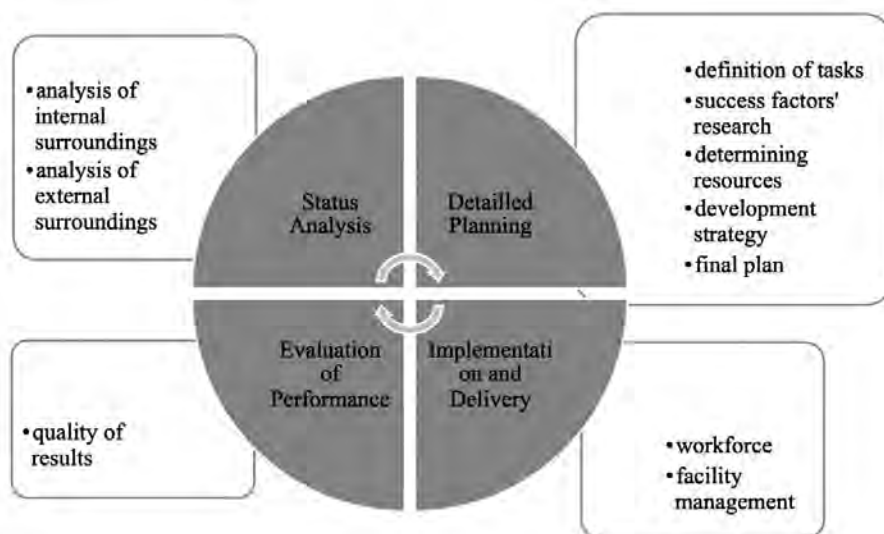 •analysis of
internal
surroundings
•analysis of
external
surroundings
Status
Analysis
Detailled
Planning
•definition of tasks
•success factors'
research
•determining
resources
•development
strategy
•final plan
•quality of
results
Evaluation
of
Performance
Implementati
on and
Delivery
•workforce
•facility
management